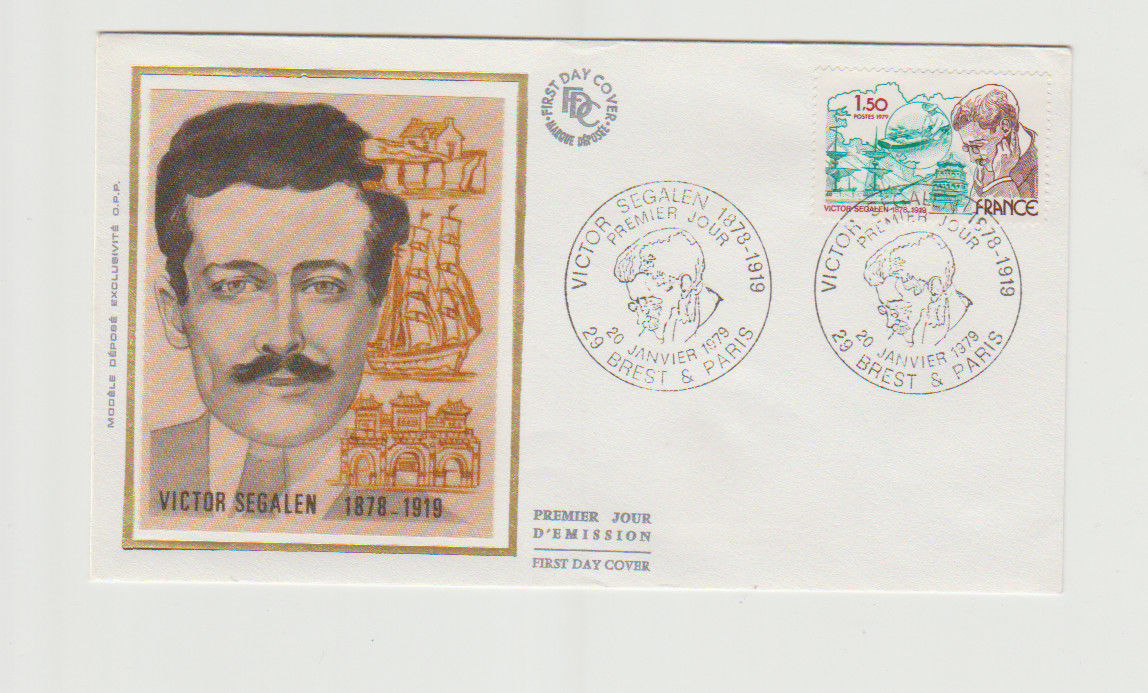 MODÈLE DÉPOSÉ EXCLUSIVITÉ O.P.P.
VICTOR SEGALEN 1878-1919
FIRST DAY COVER
FDC
MARQUE DÉPOSÉE
1,50
POSTES 1979
VICTOR SEGALEN-1878-1919
FRANCE
VICTOR SEGALEN 1878-1919
PREMIER JOUR
20 JANVIER 1979
29 BREST & PARIS
VICTOR SEGALEN 1878-1919
PREMIER JOUR
20 JANVIER 1979
29 BREST & PARIS
PREMIER JOUR
D'EMISSION
FIRST DAY COVER